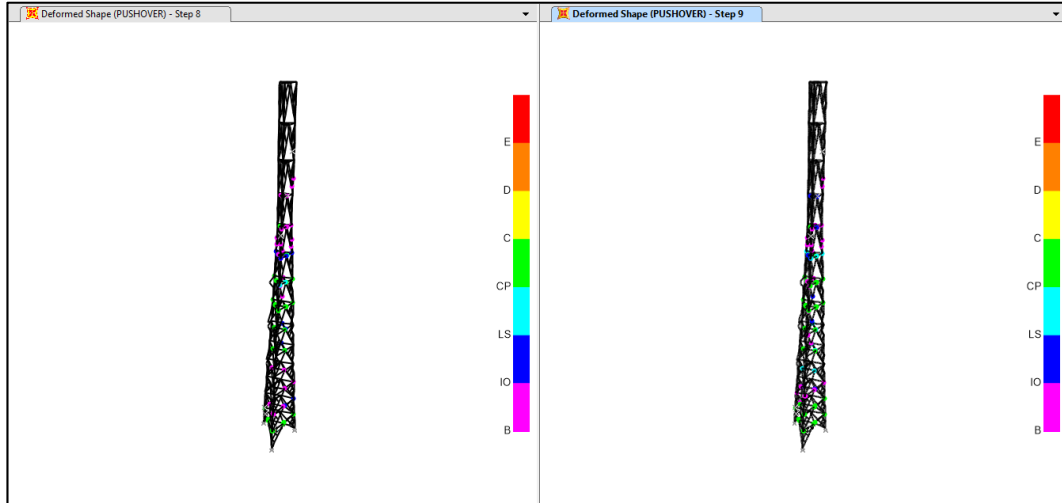 Deformed Shape (PUSHOVER) - Step 8
E
D
C
CP
LS
IO
B
Deformed Shape (PUSHOVER) - Step 9
E
D
C
CP
LS
IO
B